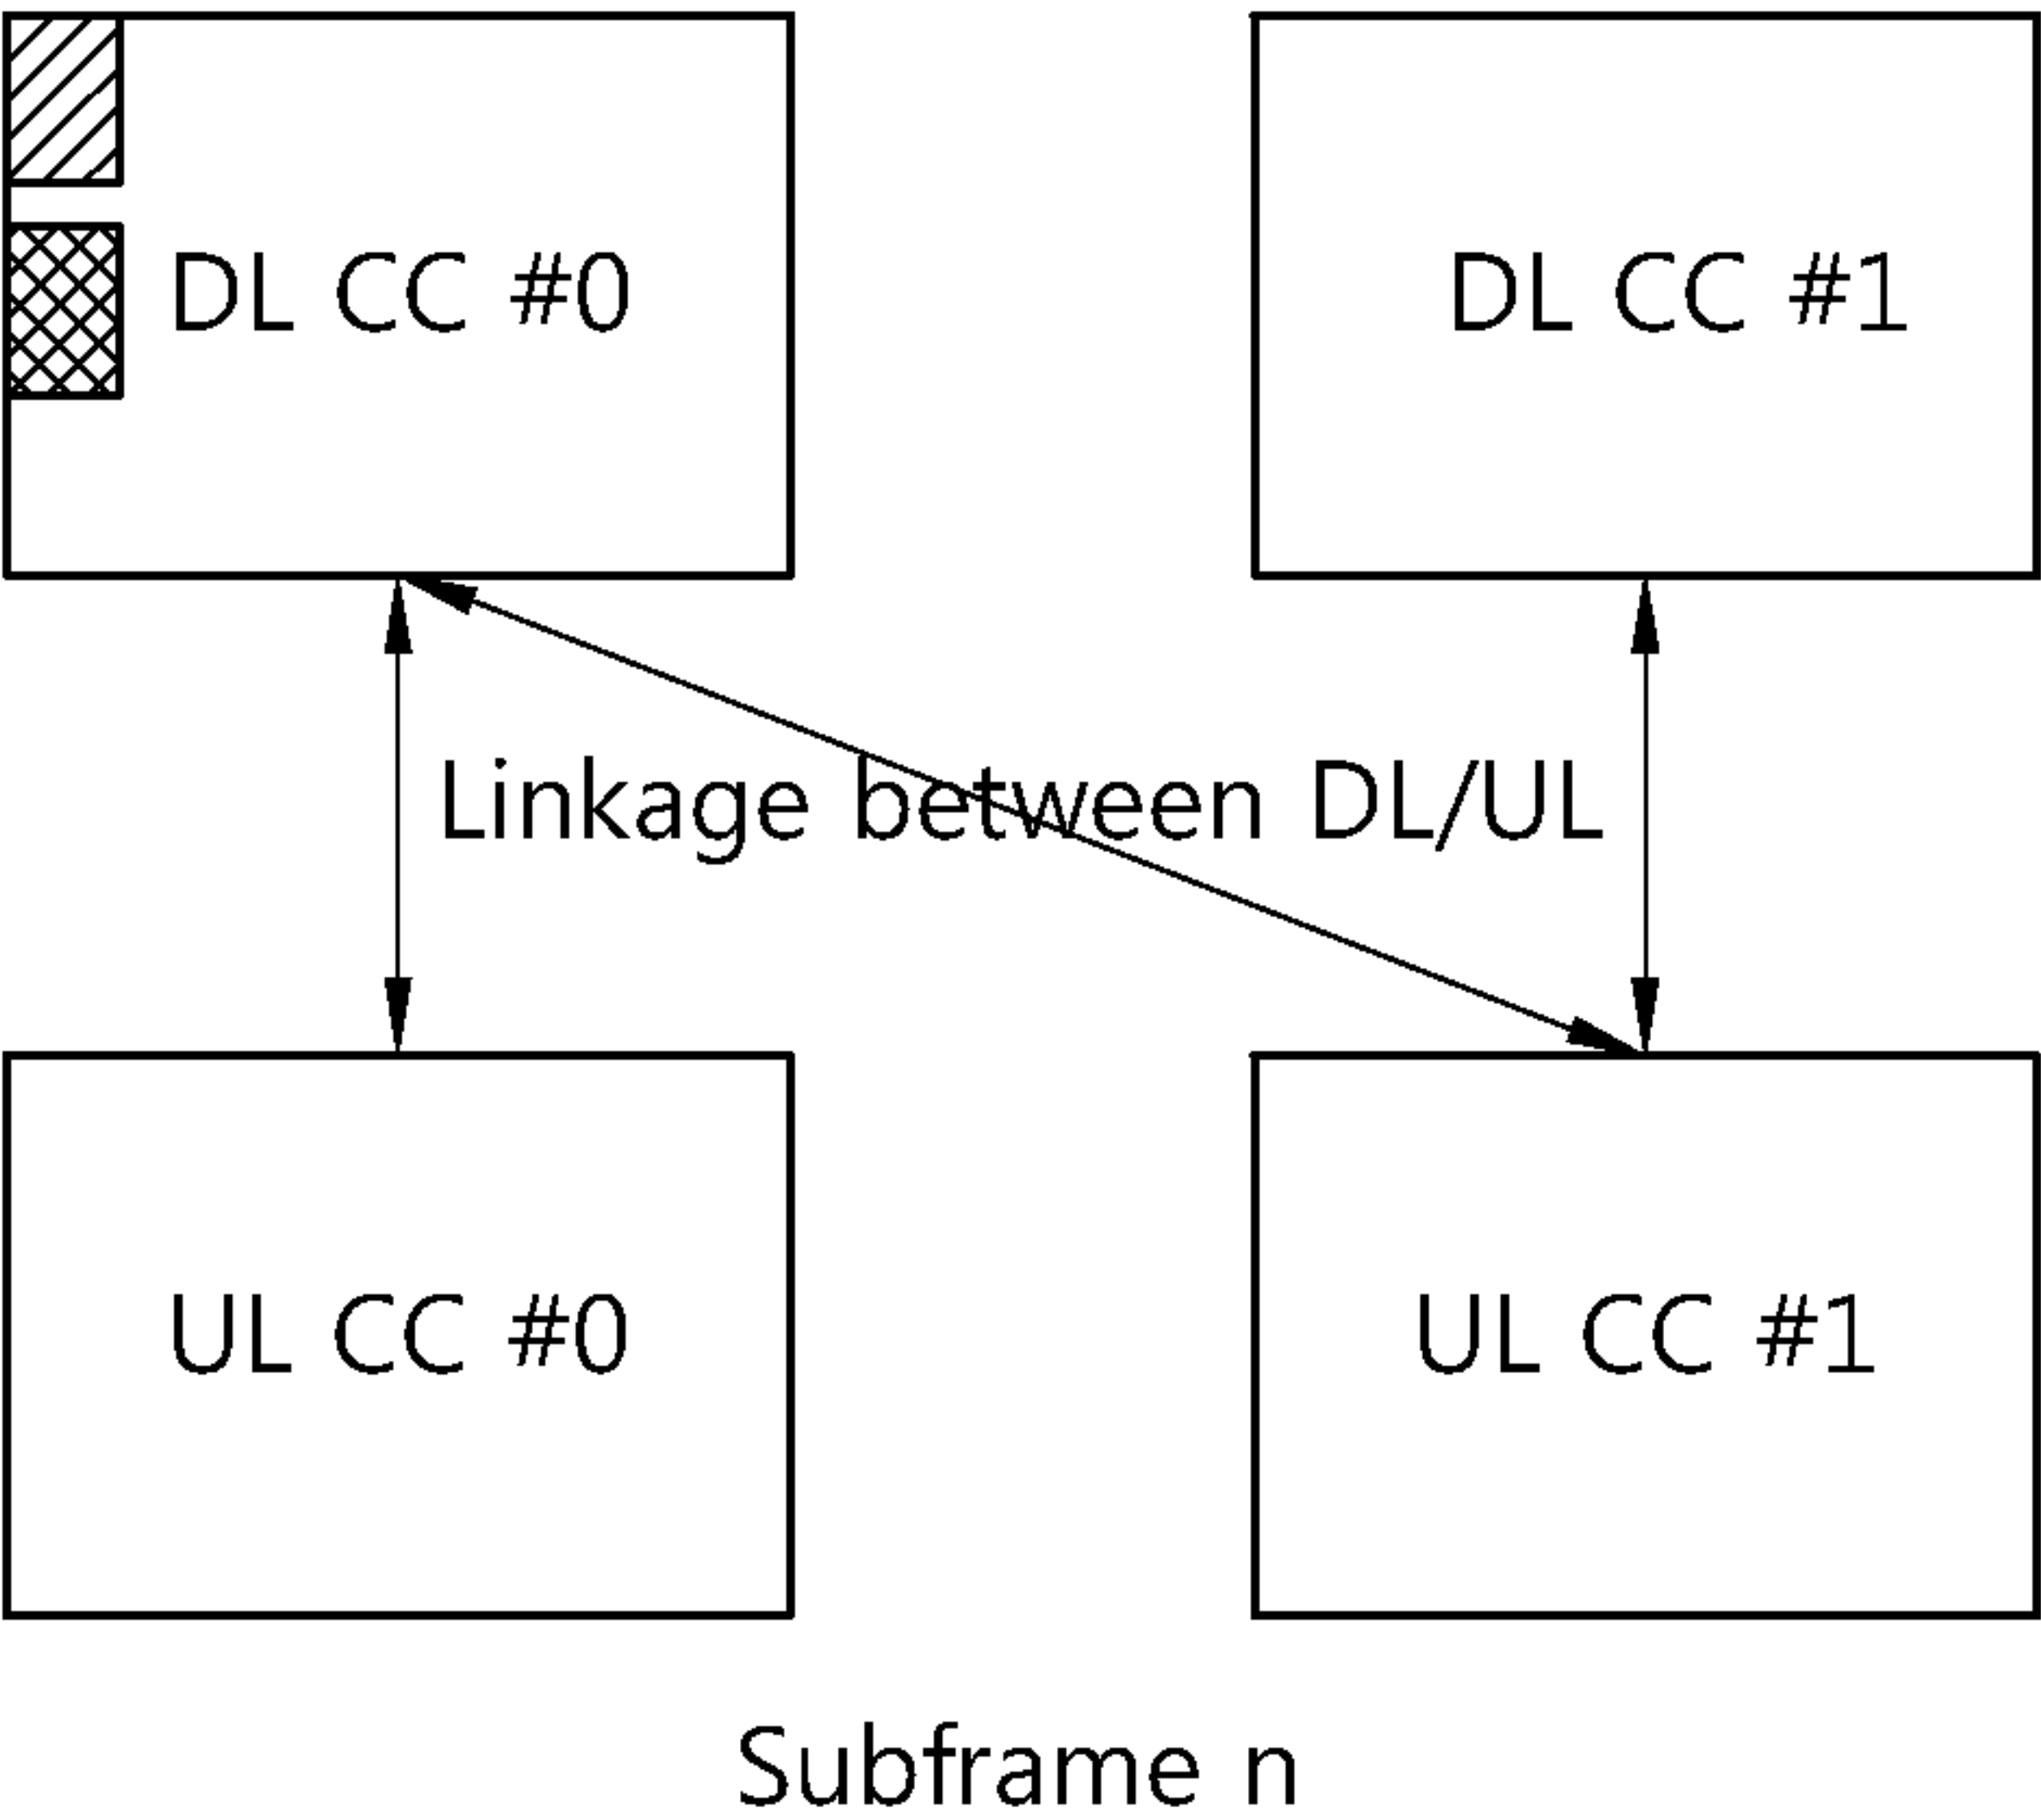 DL CC #0
DL CC #1
Linkage between DL/UL
UL CC #0
UL CC #1
Subframe n